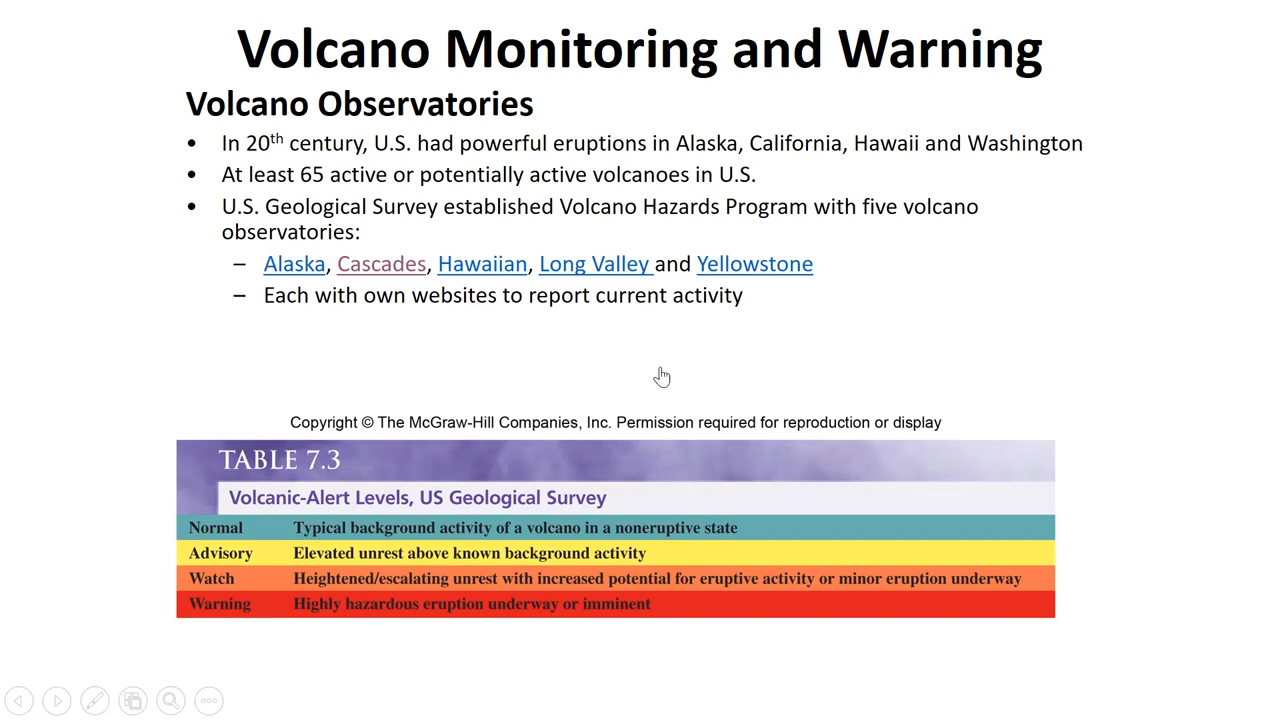 Volcano Monitoring and Warning
Volcano Observatories
• In 20th century, U.S. had powerful eruptions in Alaska, California, Hawaii and Washington
• At least 65 active or potentially active volcanoes in U.S.
• U.S. Geological Survey established Volcano Hazards Program with five volcano
observatories:
– Alaska, Cascades, Hawaiian, Long Valley and Yellowstone
– Each with own websites to report current activity
Copyright © The McGraw-Hill Companies, Inc. Permission required for reproduction or display
TABLE 7.3
Volcanic-Alert Levels, US Geological Survey
Normal Typical background activity of a volcano in a noneruptive state
Advisory Elevated unrest above known background activity
Watch Heightened/escalating unrest with increased potential for eruptive activity or minor eruption underway
Warning Highly hazardous eruption underway or imminent